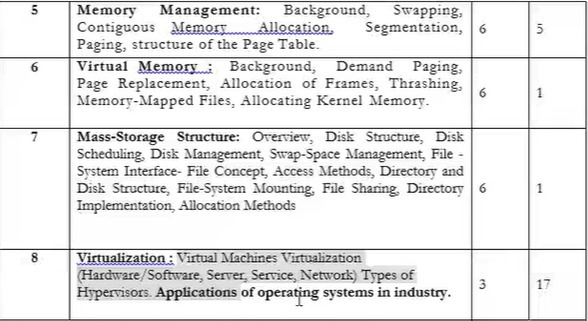 5 Memory Management: Background, Swapping,
Contiguous Memory Allocation, Segmentation, 6 5
Paging, structure of the Page Table.
6 Virtual Memory : Background, Demand Paging,
Page Replacement, Allocation of Frames, Thrashing, 6 1
Memory-Mapped Files, Allocating Kernel Memory.
7 Mass-Storage Structure: Overview, Disk Structure, Disk
Scheduling, Disk Management, Swap-Space Management, File -
System Interface- File Concept, Access Methods, Directory and
Disk Structure, File-System Mounting, File Sharing, Directory 6 1
Implementation, Allocation Methods
8 Virtualization : Virtual Machines Virtualization
(Hardware/Software, Server, Service, Network) Types of 3 17
Hypervisors. Applications of operating systems in industry.